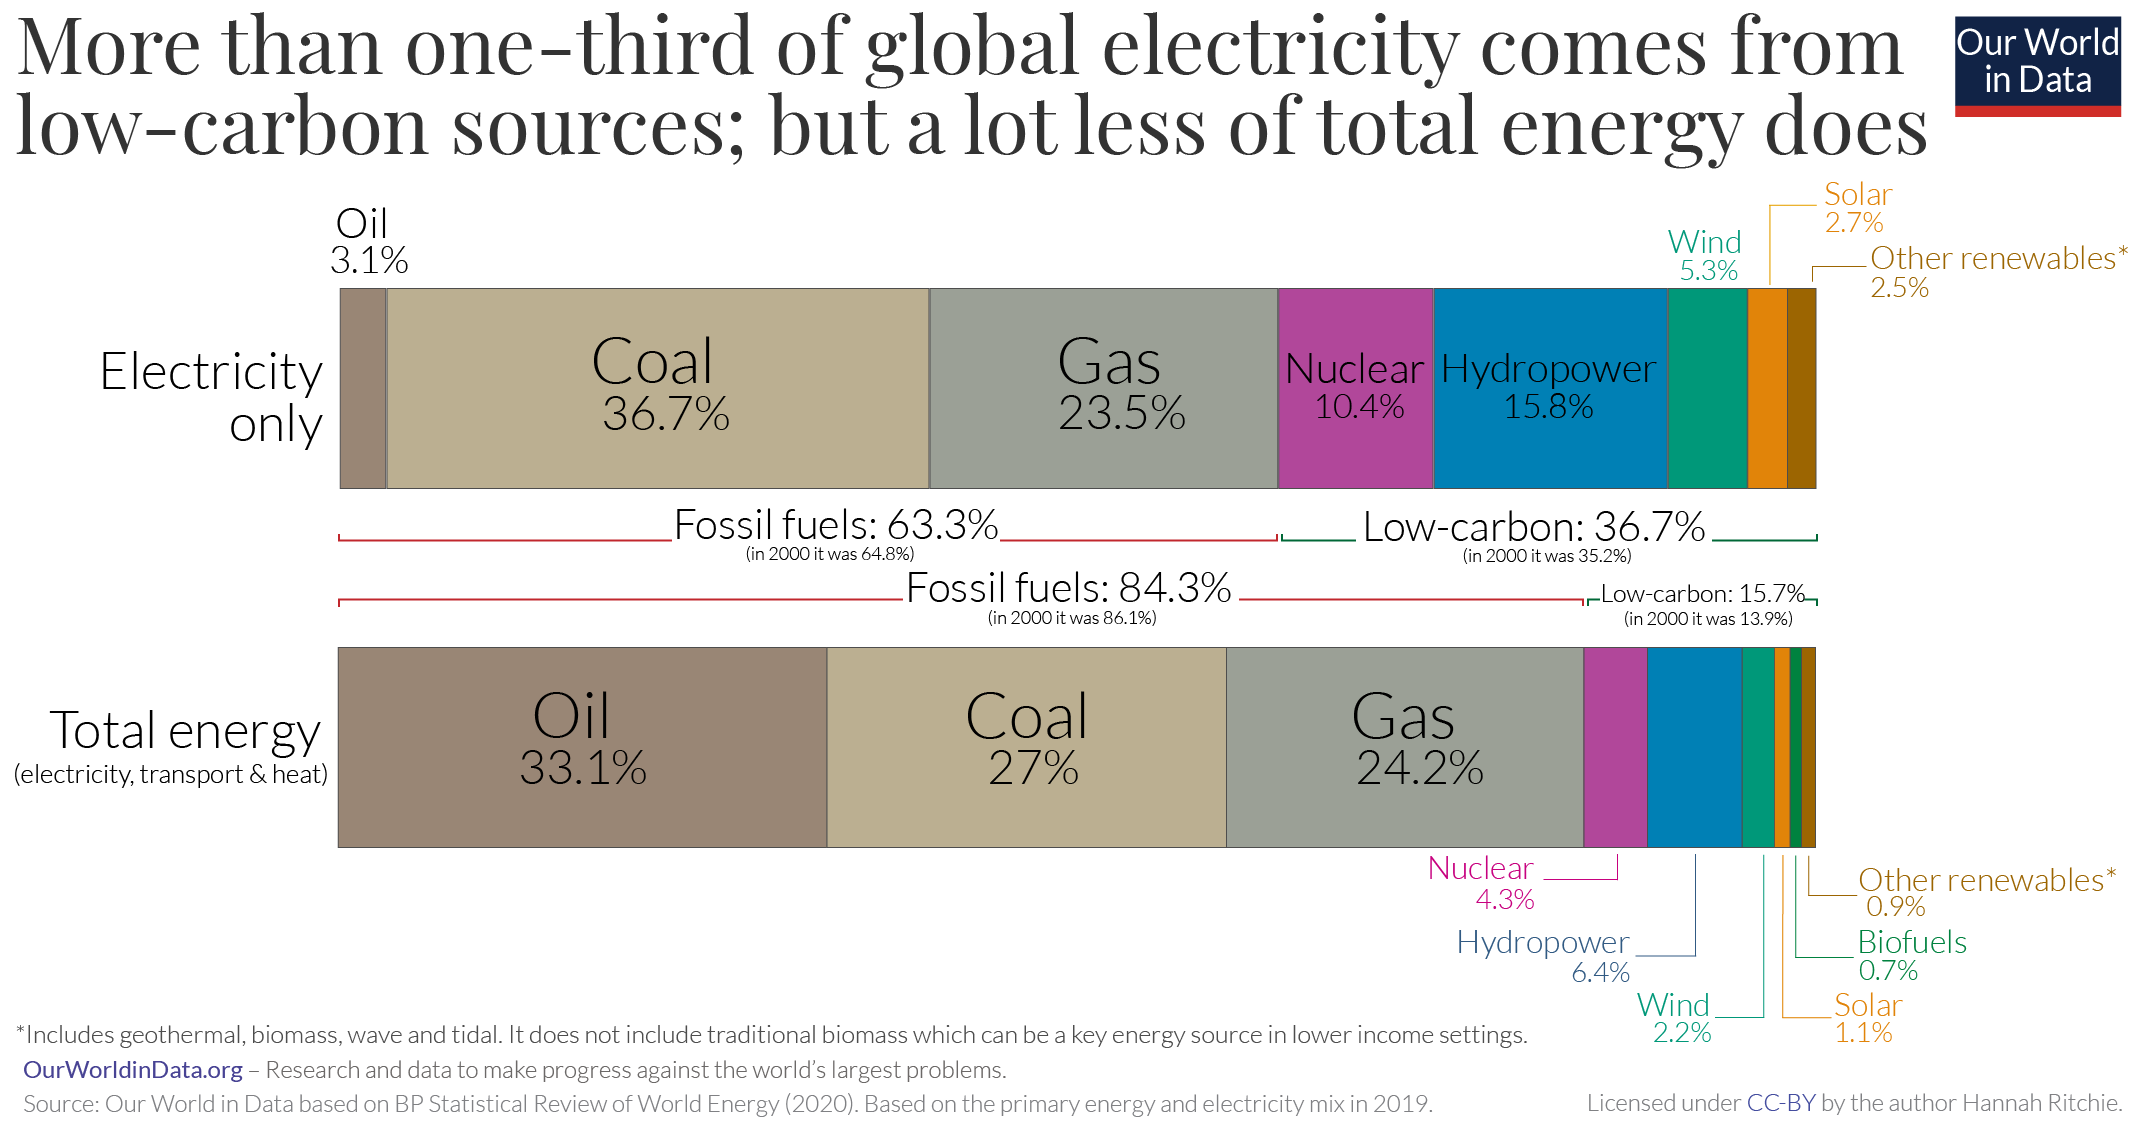 More than one-third of global electricity comes from
low-carbon sources; but a lot less of total energy does
Our World
in Data
Oil
3.1%
Wind
5.3%
Solar
2.7%
Other renewables*
2.5%
Electricity
only
Coal
36.7%
Gas
23.5%
Nuclear
10.4%
Hydropower
15.8%
Fossil fuels: 63.3%
(in 2000 it was 64.8%)
Low-carbon: 36.7%
(in 2000 it was 35.2%)
Fossil fuels: 84.3%
(in 2000 it was 86.1%)
Low-carbon: 15.7%
(in 2000 it was 13.9%)
Total energy
(electricity, transport & heat)
Oil
33.1%
Coal
27%
Gas
24.2%
Nuclear
4.3%
Hydropower
6.4%
Wind
2.2%
Other renewables*
0.9%
Biofuels
0.7%
Solar
1.1%
*Includes geothermal, biomass, wave and tidal. It does not include traditional biomass which can be a key energy source in lower income settings.
OurWorldinData.org – Research and data to make progress against the world’s largest problems.
Source: Our World in Data based on BP Statistical Review of World Energy (2020). Based on the primary energy and electricity mix in 2019.
Licensed under CC-BY by the author Hannah Ritchie.